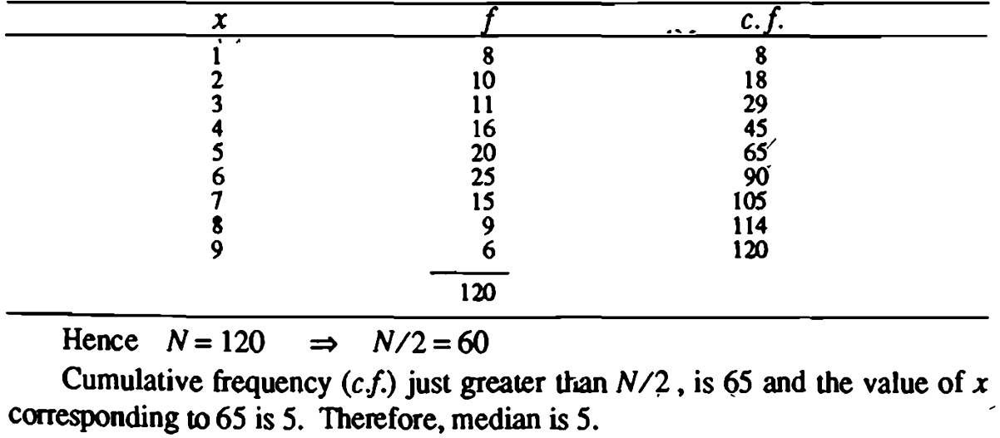 x f c.f.
1 8 8
2 10 18
3 11 29
4 16 45
5 20 65
6 25 90
7 15 105
8 9 114
9 6 120
120
Hence N = 120 ⇒ N/2 = 60
Cumulative frequency (c.f.) just greater than N/2 , is 65 and the value of x
corresponding to 65 is 5. Therefore, median is 5.